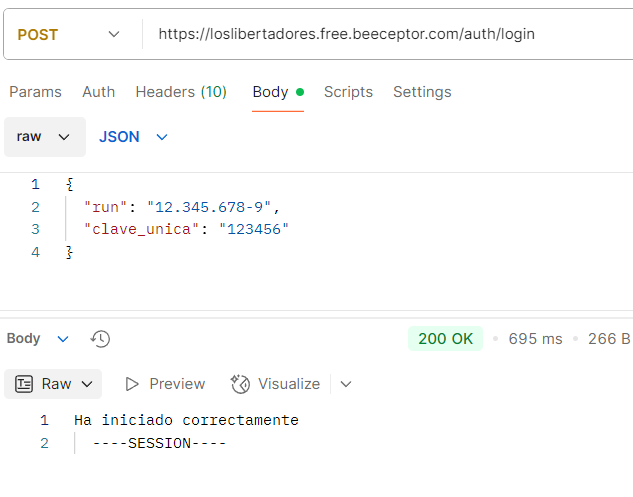 POST https://loslibertadores.free.beeceptor.com/auth/login
Params Auth Headers (10) Body Scripts Settings
raw JSON
1 {
2 "run": "12.345.678-9",
3 "clave_unica": "123456"
4 }
Body 200 OK 695 ms 266 B
Raw Preview Visualize
1 Ha iniciado correctamente
2 ----SESSION----